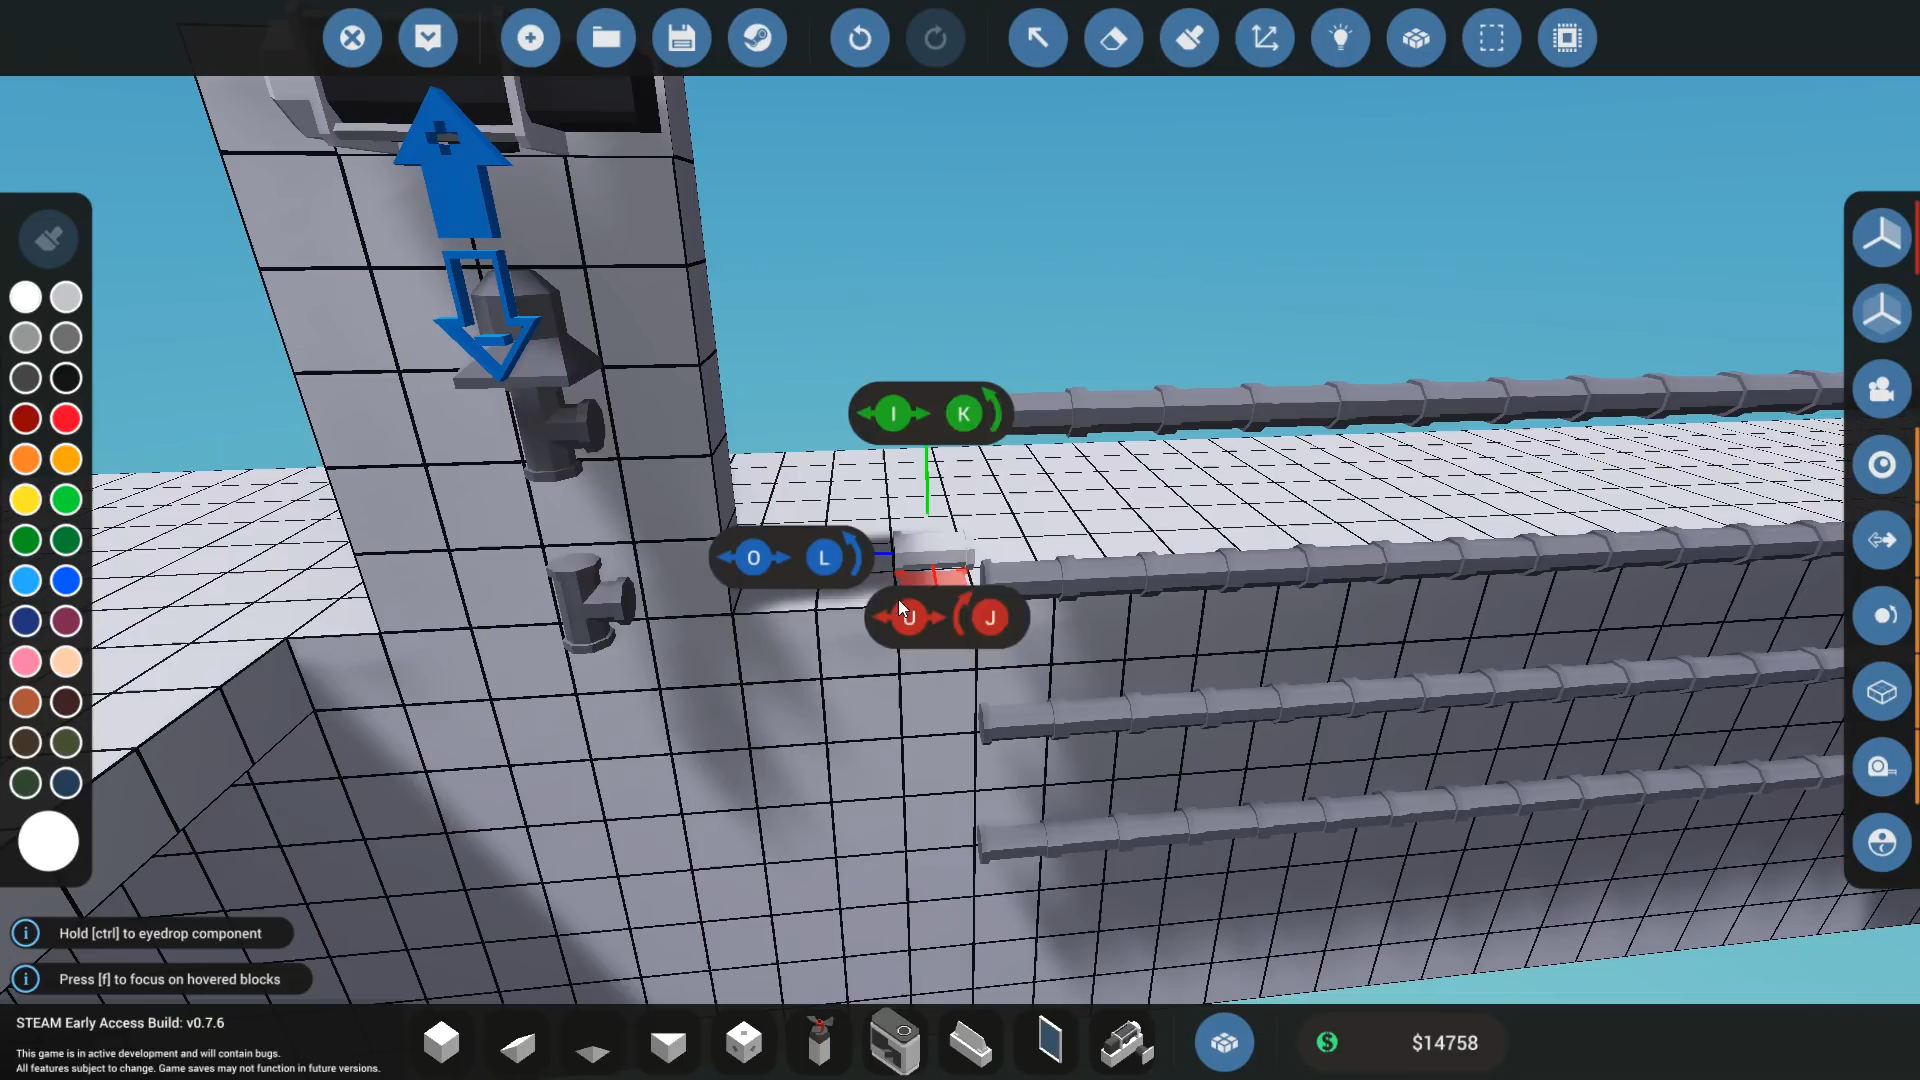 I K
O L
U J
Hold [ctrl] to eyedrop component
Press [f] to focus on hovered blocks
STEAM Early Access Build: v0.7.6
This game is in active development and will contain bugs.
All features subject to change. Game saves may not function in future versions.
$ $14758